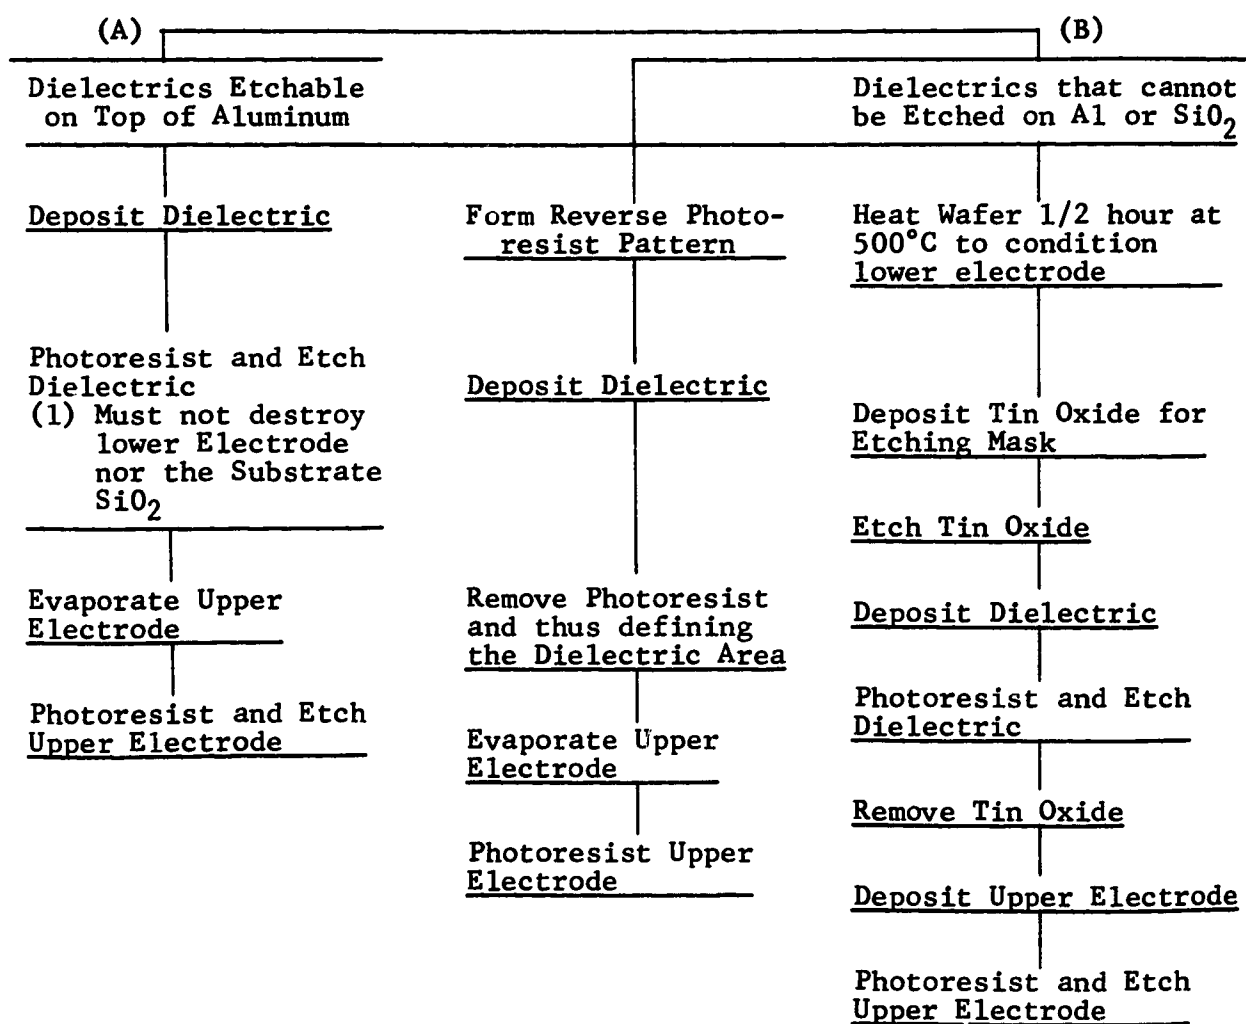 (A)
(B)
Dielectrics Etchable
on Top of Aluminum
Dielectrics that cannot
be Etched on Al or SiO2
Deposit Dielectric
Photoresist and Etch
Dielectric
(1) Must not destroy
lower Electrode
nor the Substrate
SiO2
Evaporate Upper
Electrode
Photoresist and Etch
Upper Electrode
Form Reverse Photo-
resist Pattern
Deposit Dielectric
Remove Photoresist
and thus defining
the Dielectric Area
Evaporate Upper
Electrode
Photoresist Upper
Electrode
Heat Wafer 1/2 hour at
500°C to condition
lower electrode
Deposit Tin Oxide for
Etching Mask
Etch Tin Oxide
Deposit Dielectric
Photoresist and Etch
Dielectric
Remove Tin Oxide
Deposit Upper Electrode
Photoresist and Etch
Upper Electrode